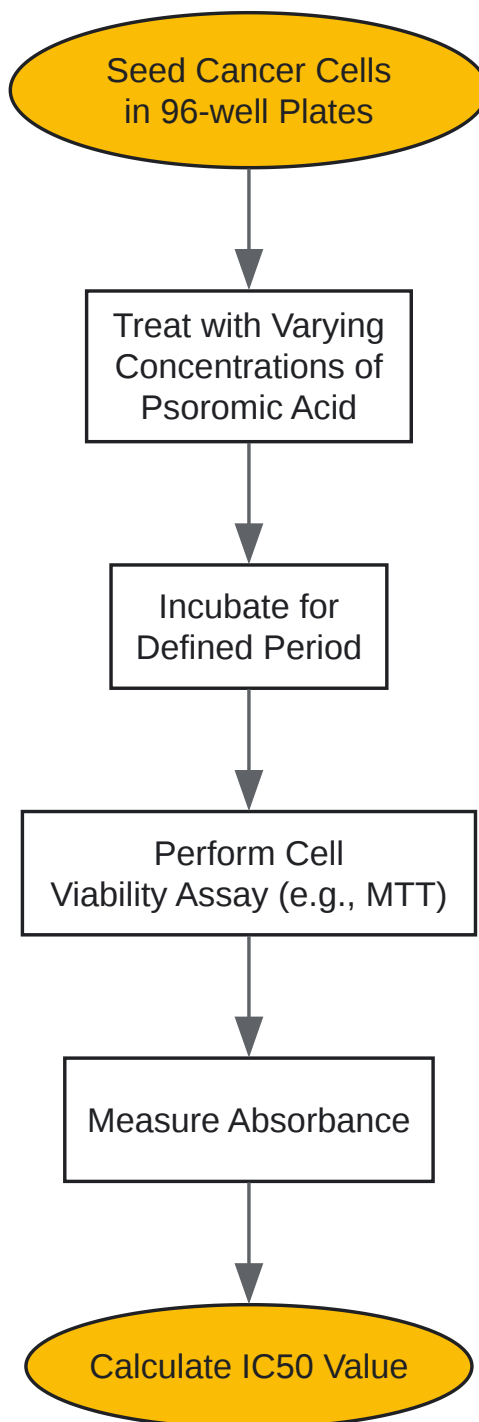 Seed Cancer Cells
in 96-well Plates
Treat with Varying
Concentrations of
Psoromic Acid
Incubate for
Defined Period
Perform Cell
Viability Assay (e.g., MTT)
Measure Absorbance
Calculate IC50 Value